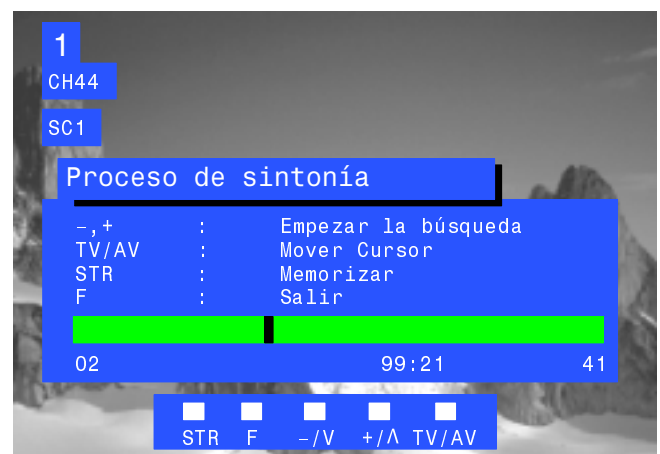 1
CH44
SC1
Proceso de sintonía
-,+ : Empezar la búsqueda
TV/AV : Mover Cursor
STR : Memorizar
F : Salir
02 99:21 41
STR F -/V +/Λ TV/AV